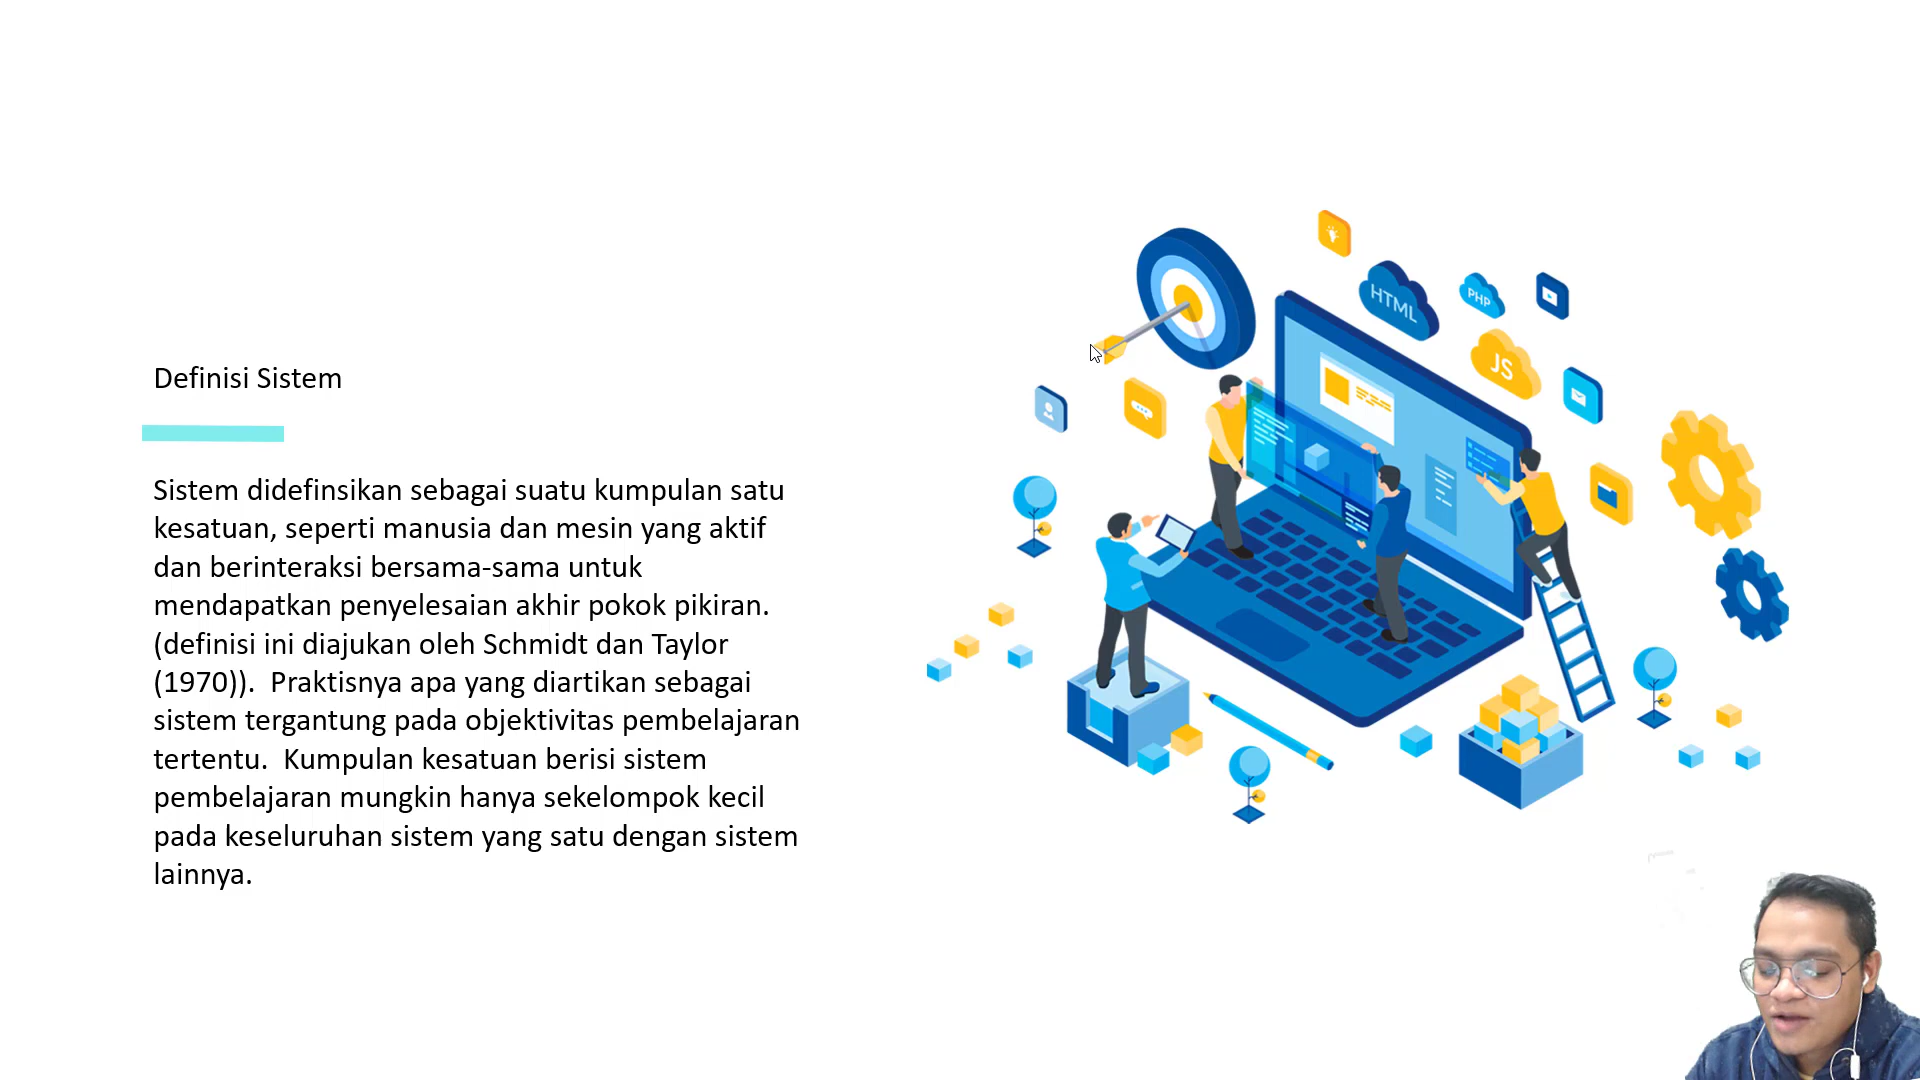 Definisi Sistem
Sistem didefinsikan sebagai suatu kumpulan satu
kesatuan, seperti manusia dan mesin yang aktif
dan berinteraksi bersama-sama untuk
mendapatkan penyelesaian akhir pokok pikiran.
(definisi ini diajukan oleh Schmidt dan Taylor
(1970)).  Praktisnya apa yang diartikan sebagai
sistem tergantung pada objektivitas pembelajaran
tertentu.  Kumpulan kesatuan berisi sistem
pembelajaran mungkin hanya sekelompok kecil
pada keseluruhan sistem yang satu dengan sistem
lainnya.
HTML
PHP
JS